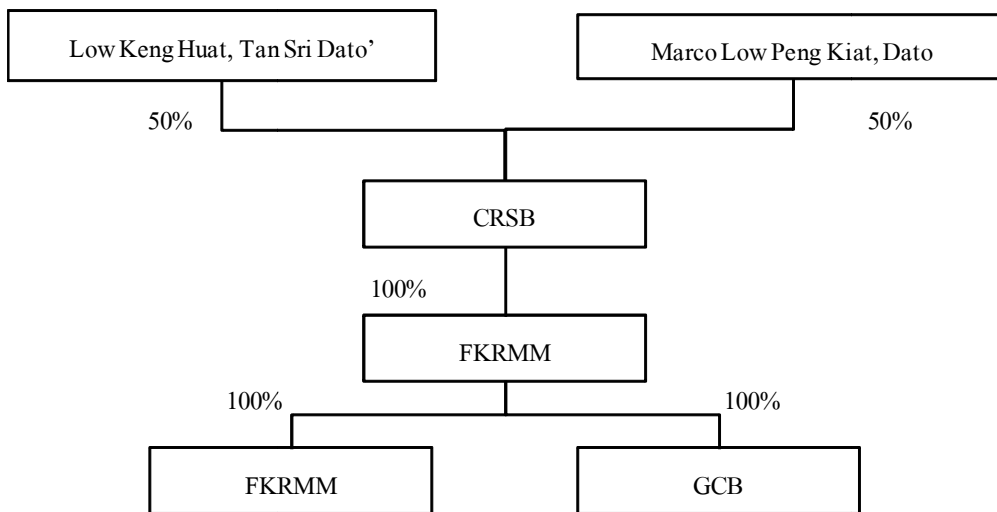 Low Keng Huat, Tan Sri Dato’
Marco Low Peng Kiat, Dato
50%
50%
CRSB
100%
FKRMM
100%
100%
FKRMM
GCB